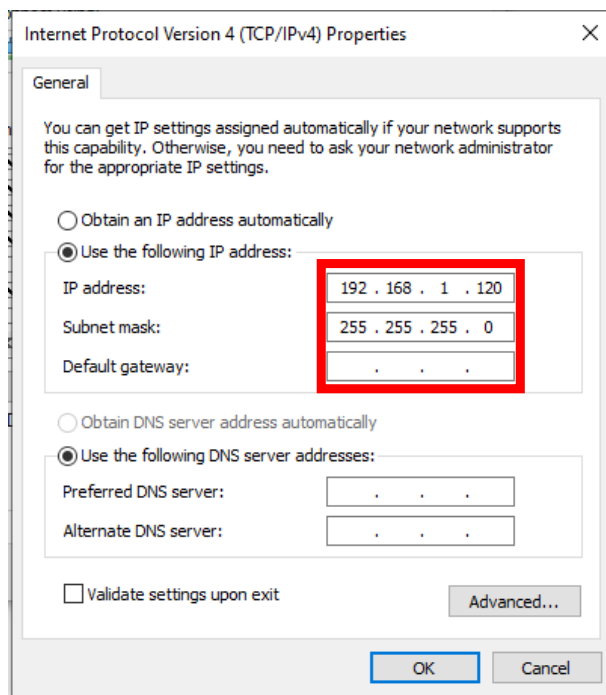 Internet Protocol Version 4 (TCP/IPv4) Properties
General
You can get IP settings assigned automatically if your network supports
this capability. Otherwise, you need to ask your network administrator
for the appropriate IP settings.
Obtain an IP address automatically
Use the following IP address:
IP address: 192 . 168 . 1 . 120
Subnet mask: 255 . 255 . 255 . 0
Default gateway: . . .
Obtain DNS server address automatically
Use the following DNS server addresses:
Preferred DNS server: . . .
Alternate DNS server: . . .
Validate settings upon exit
Advanced...
OK Cancel